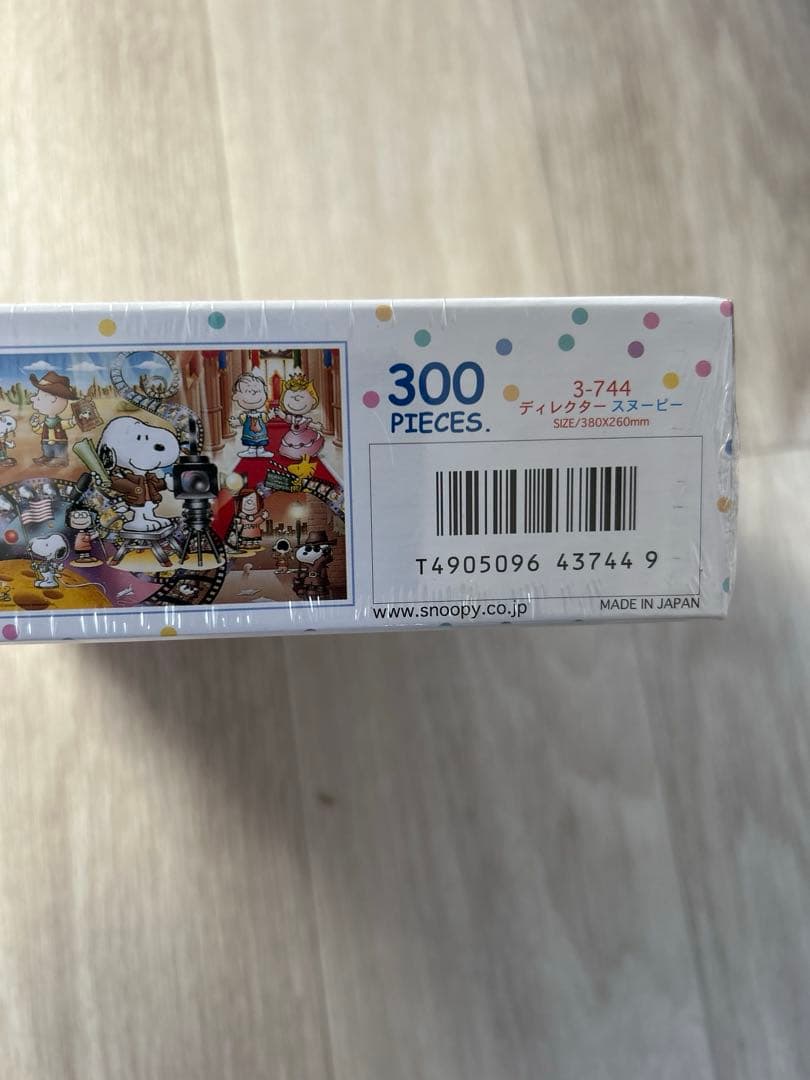 300
PIECES.
3-744
ディレクター スヌーピー
SIZE/380X260mm
T4905096 43744 9
www.snoopy.co.jp
MADE IN JAPAN